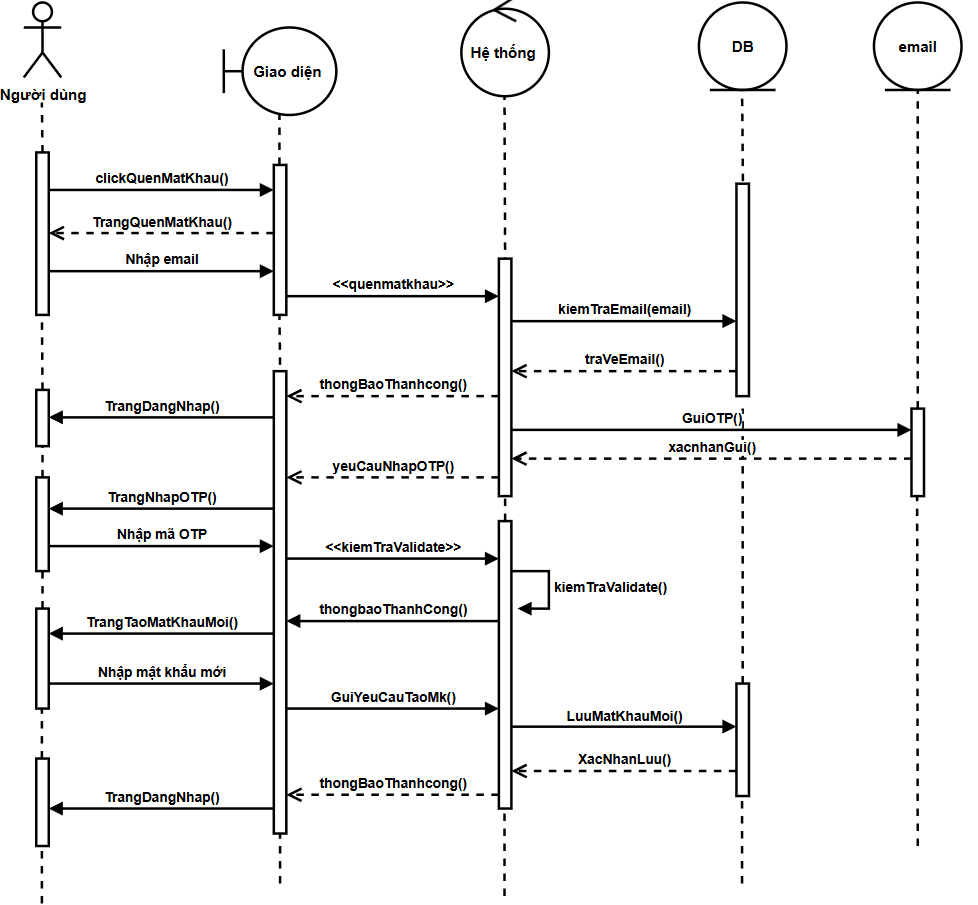 Người dùng
Giao diện
Hệ thống
DB
email
clickQuenMatKhau()
TrangQuenMatKhau()
Nhập email
<<quenmatkhau>>
kiemTraEmail(email)
traVeEmail()
thongBaoThanhcong()
TrangDangNhap()
GuiOTP()
xacnhanGui()
yeuCauNhapOTP()
TrangNhapOTP()
Nhập mã OTP
<<kiemTraValidate>>
kiemTraValidate()
thongbaoThanhCong()
TrangTaoMatKhauMoi()
Nhập mật khẩu mới
GuiYeuCauTaoMk()
LuuMatKhauMoi()
XacNhanLuu()
thongBaoThanhcong()
TrangDangNhap()